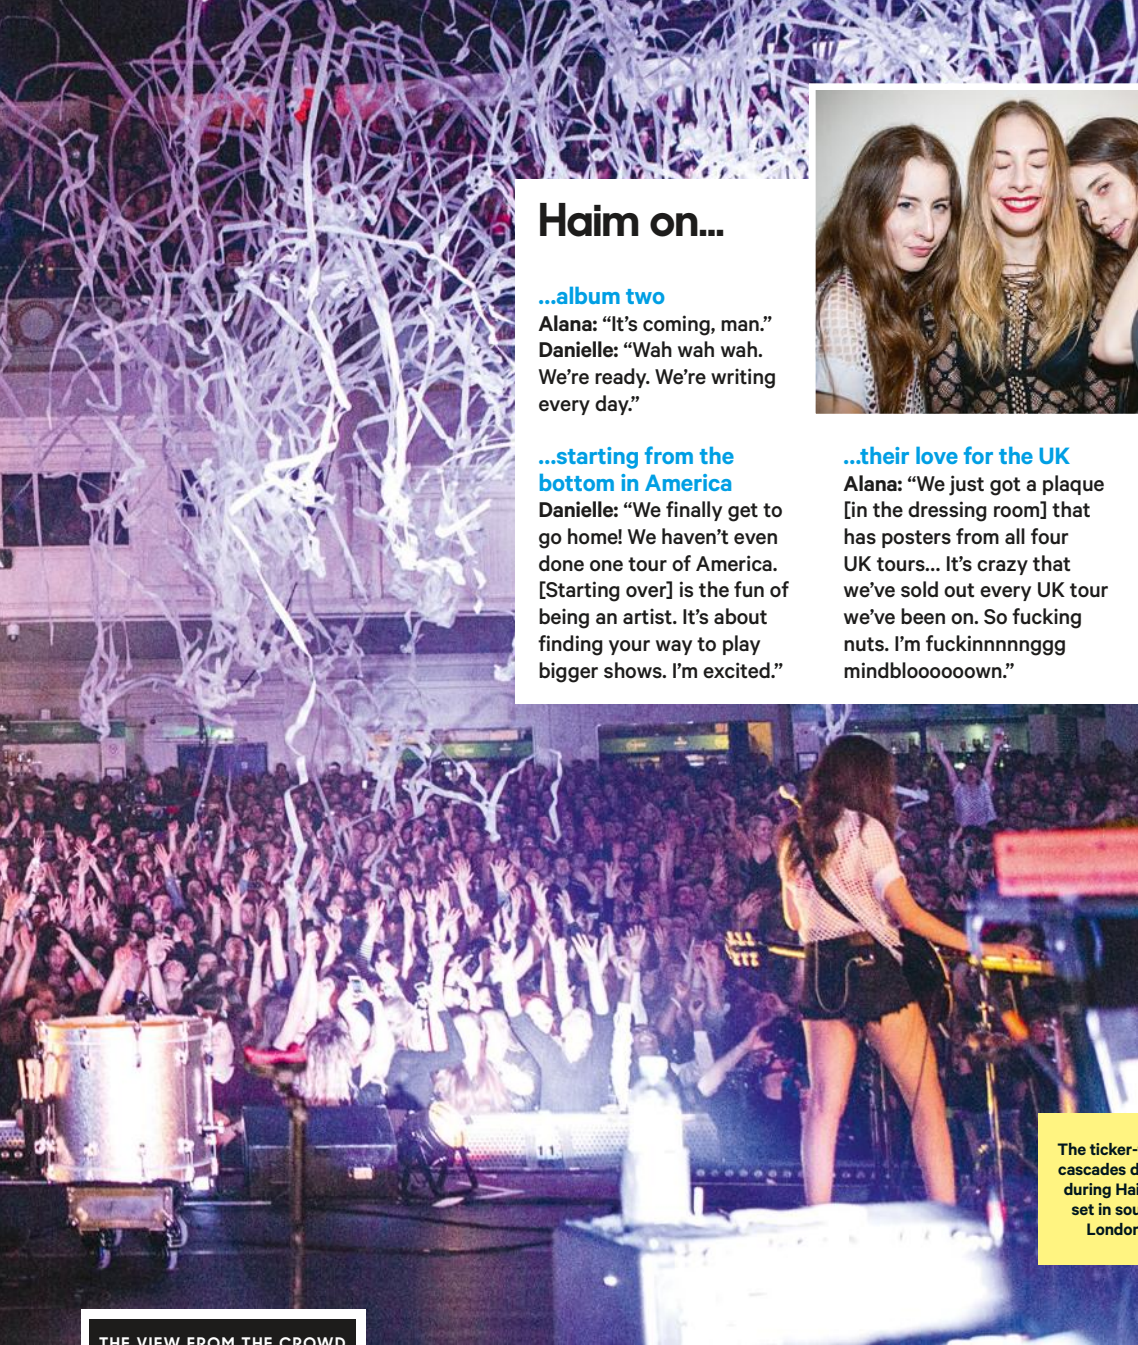 Haim on...
...album two
Alana: “It’s coming, man.”
Danielle: “Wah wah wah.
We’re ready. We’re writing
every day.”
...starting from the
bottom in America
Danielle: “We finally get to
go home! We haven’t even
done one tour of America.
[Starting over] is the fun of
being an artist. It’s about
finding your way to play
bigger shows. I’m excited.”
...their love for the UK
Alana: “We just got a plaque
[in the dressing room] that
has posters from all four
UK tours... It’s crazy that
we’ve sold out every UK tour
we’ve been on. So fucking
nuts. I’m fuckinnnnnggg
mindbloooooown.”
The ticker-
cascades d
during Hai
set in sou
London
THE VIEW FROM THE CROWD
11